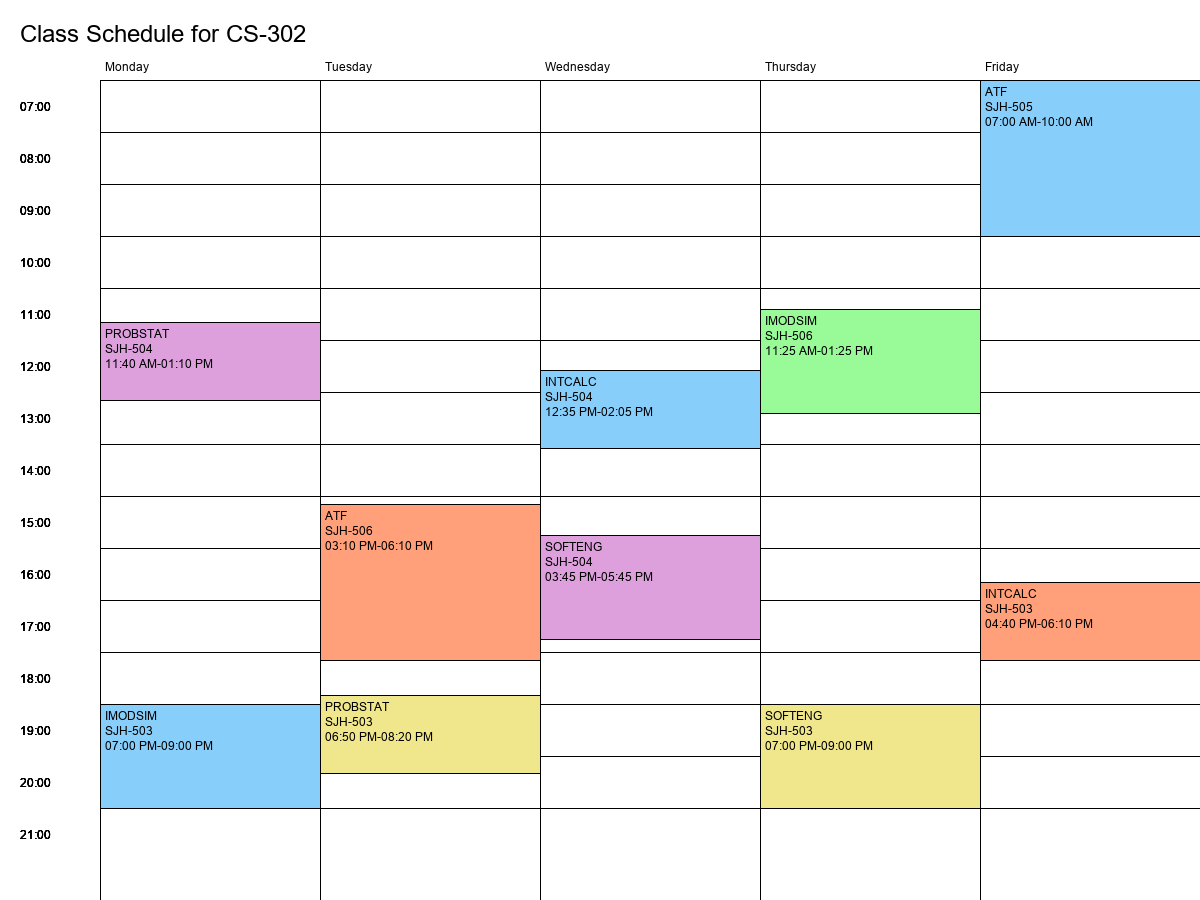 Class Schedule for CS-302
Monday
Tuesday
Wednesday
Thursday
Friday
07:00
08:00
09:00
10:00
11:00
12:00
13:00
14:00
15:00
16:00
17:00
18:00
19:00
20:00
21:00
PROBSTAT
SJH-504
11:40 AM-01:10 PM
IMODSIM
SJH-503
07:00 PM-09:00 PM
ATF
SJH-506
03:10 PM-06:10 PM
PROBSTAT
SJH-503
06:50 PM-08:20 PM
INTCALC
SJH-504
12:35 PM-02:05 PM
SOFTENG
SJH-504
03:45 PM-05:45 PM
IMODSIM
SJH-506
11:25 AM-01:25 PM
SOFTENG
SJH-503
07:00 PM-09:00 PM
ATF
SJH-505
07:00 AM-10:00 AM
INTCALC
SJH-503
04:40 PM-06:10 PM